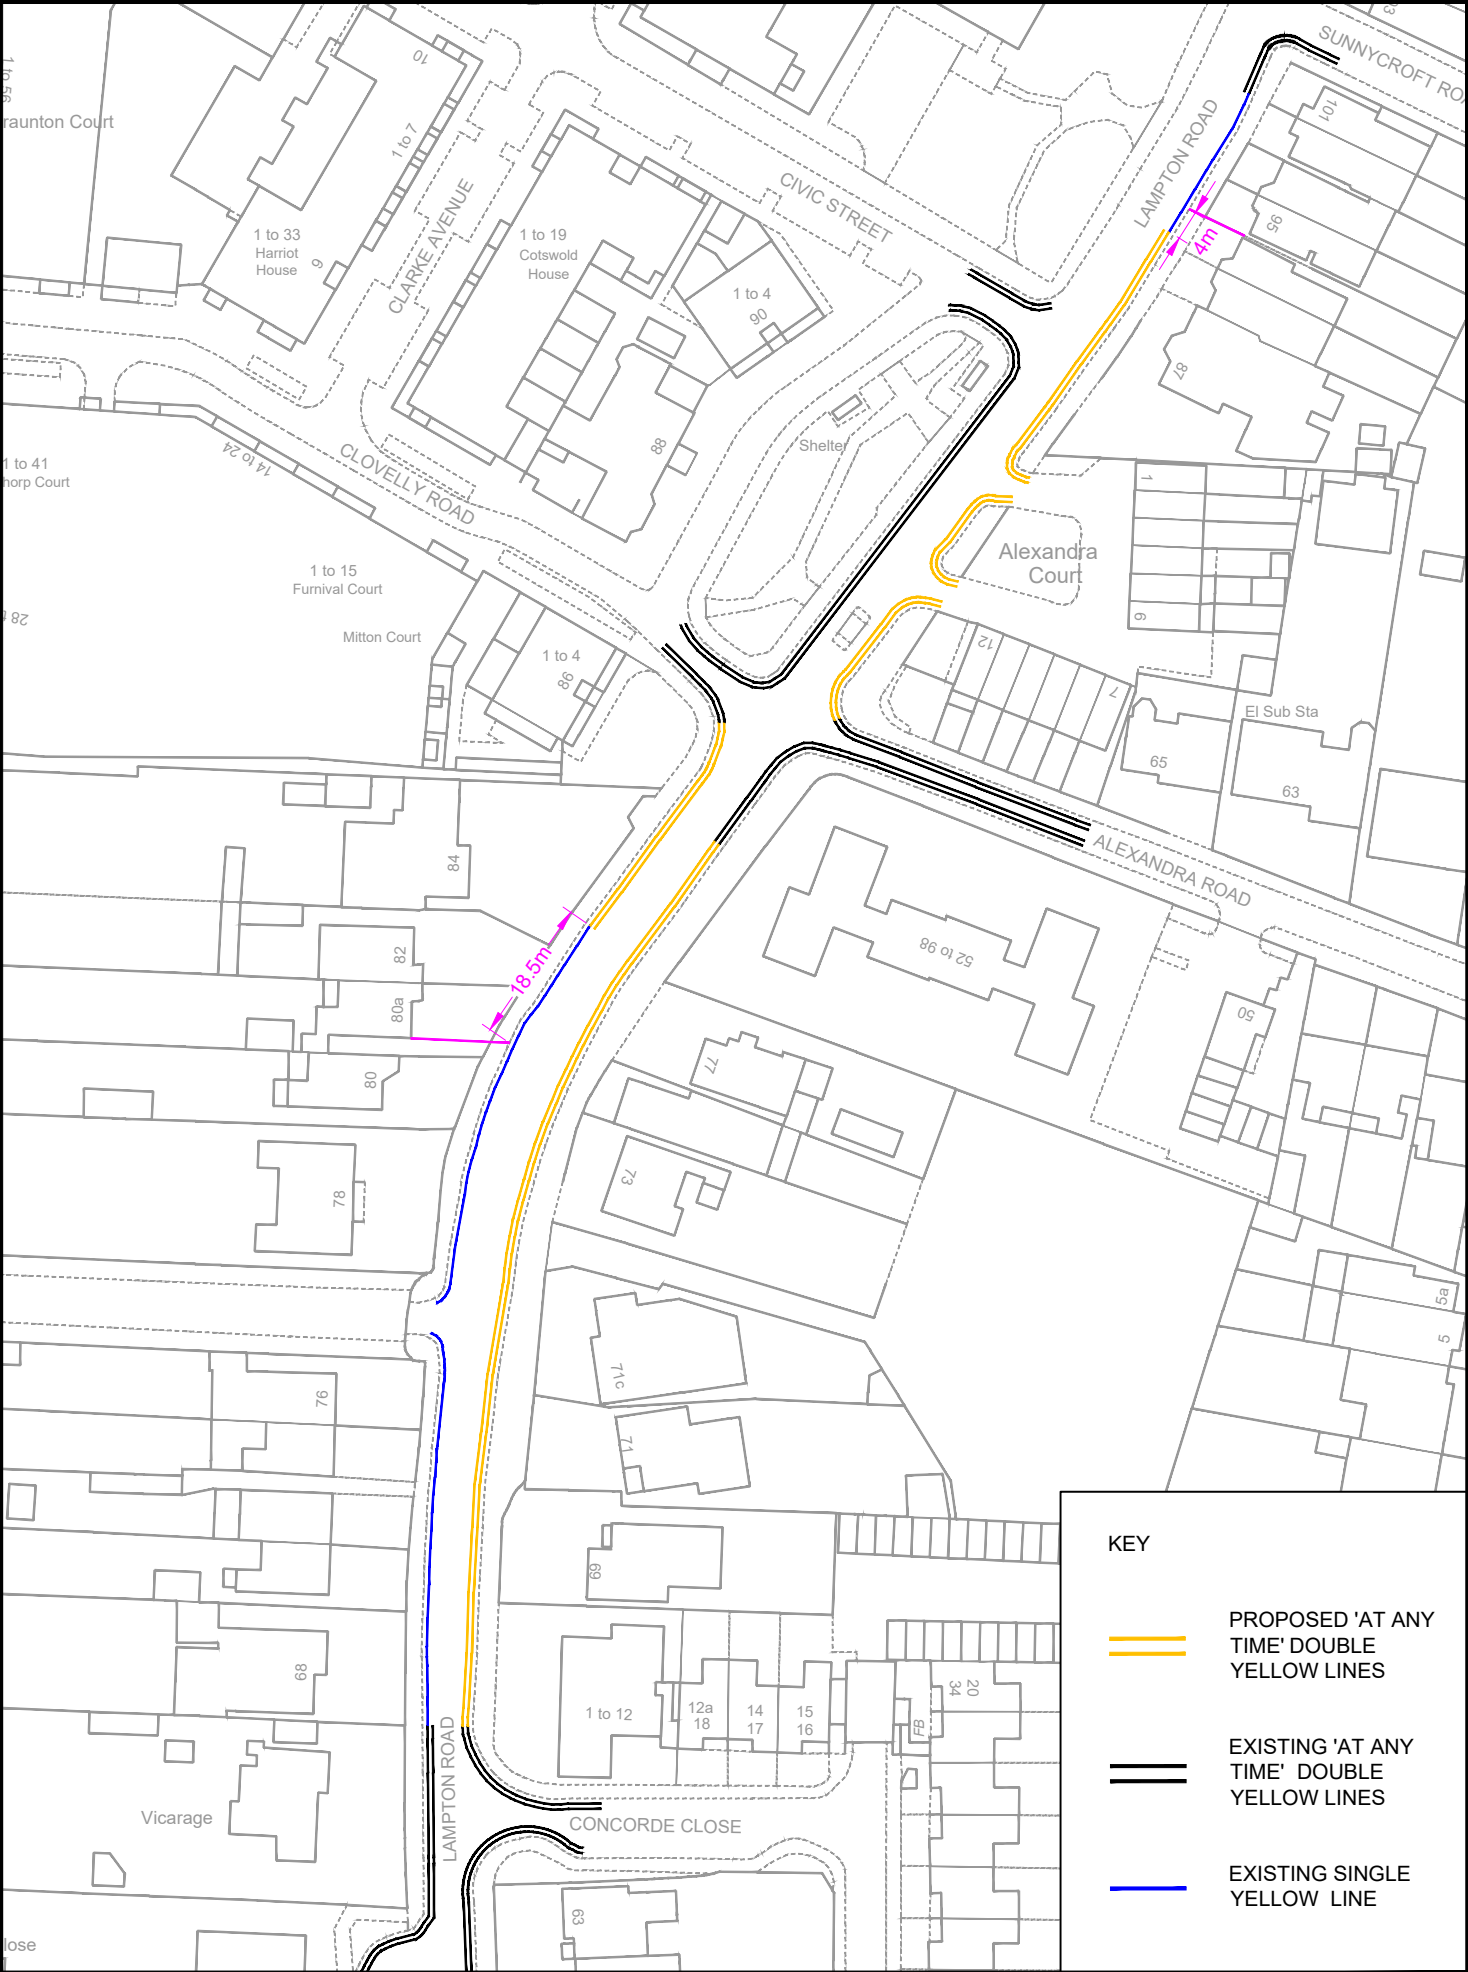 SUNNYCROFT ROA
10
1 to 56
raunton Court
1 to 7
101
LAMPTON ROAD
CIVIC STREET
95
4m
1 to 33
Harriot
House
9
CLARKE AVENUE
1 to 19
Cotswold
House
1 to 4
90
87
Shelter
88
14 to 24
CLOVELLY ROAD
1 to 41
horp Court
1
Alexandra
Court
6
1 to 15
Furnival Court
Mitton Court
1 to 4
86
12
7
El Sub Sta
65
63
84
ALEXANDRA ROAD
52 to 98
82
80a
18.5m
50
80
77
73
78
5a
5
71c
76
71
69
KEY
PROPOSED 'AT ANY
TIME' DOUBLE
YELLOW LINES
68
20
34
1 to 12
12a
18
14
17
15
16
FB
LAMPTON ROAD
EXISTING 'AT ANY
TIME' DOUBLE
YELLOW LINES
Vicarage
CONCORDE CLOSE
EXISTING SINGLE
YELLOW LINE
63
lose